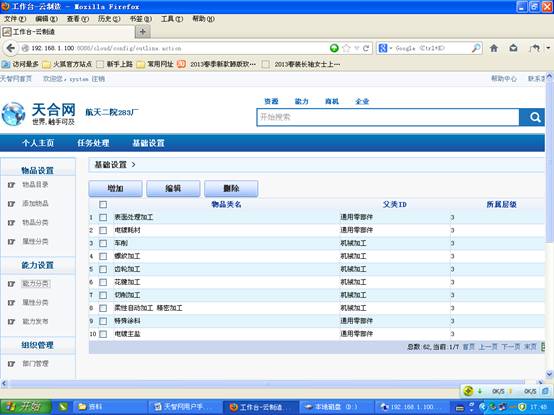 工作台-云制造 - Mozilla Firefox
文件(F) 编辑(E) 查看(V) 历史(S) 书签(B) 工具(T) 帮助(H)
工作台-云制造
192.168.1.100:8080/cloud/config/outline.action
Google (Ctrl+K)
访问最多 火狐官方站点 新手上路 常用网址 2013春季新款韩版欢... 2013春装长袖女士上...
天智网首页 欢迎您,system 注销 帮助中心 联系客
天合网
世界,触手可及
航天二院283厂
资源 能力 商机 企业
开始搜索
个人主页 任务处理 基础设置
物品设置
物品目录
添加物品
物品分类
属性分类
能力设置
能力分类
属性分类
能力发布
组织管理
部门管理
基础设置 >
增加 编辑 删除
物品类名 父类ID 所属层级
1 表面处理加工 通用零部件 3
2 电镀耗材 通用零部件 3
3 车削 机械加工 3
4 螺纹加工 机械加工 3
5 齿轮加工 机械加工 3
6 花键加工 机械加工 3
7 切削加工 机械加工 3
8 柔性自动加工 精密加工 机械加工 3
9 特殊涂料 通用零部件 3
10 电镀主盐 通用零部件 3
总数:62,当前:1/7 首页 上一页 下一页 末页
0K/S 0K/S
开始 资料 天智网用户手... 工作台-云制造... 本地磁盘 (D:) 192.168.1.100... 17:48